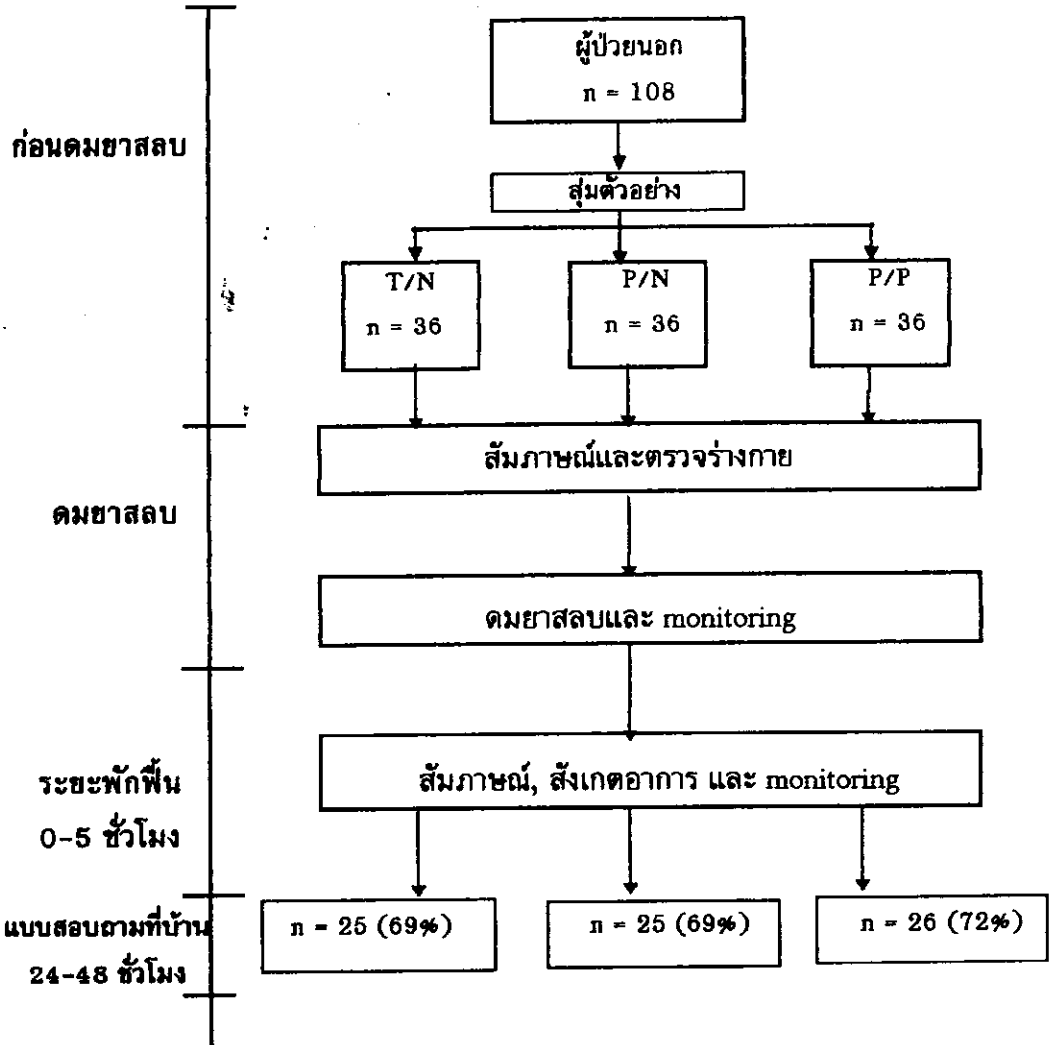 ผู้ป่วยนอก
n = 108
ก่อนดมยาสลบ
สุ่มตัวอย่าง
T/N
n = 36
P/N
n = 36
P/P
n = 36
สัมภาษณ์และตรวจร่างกาย
ดมยาสลบ
ดมยาสลบและ monitoring
สัมภาษณ์, สังเกตอาการ และ monitoring
ระยะพักฟื้น
0-5 ชั่วโมง
แบบสอบถามที่บ้าน
24-48 ชั่วโมง
n = 25 (69%)
n = 25 (69%)
n = 26 (72%)